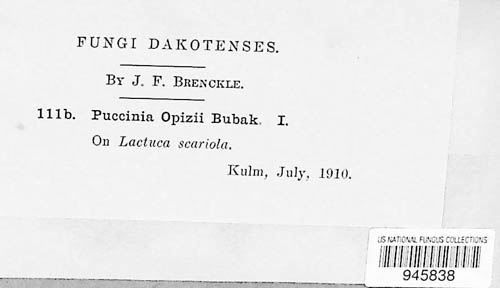 FUNGI DAKOTENSES.
By J. F. Brenckle.
111b. Puccinia Opizii Bubak. I.
On Lactuca scariola.
Kulm, July, 1910.
US NATIONAL FUNGUS COLLECTIONS
945838